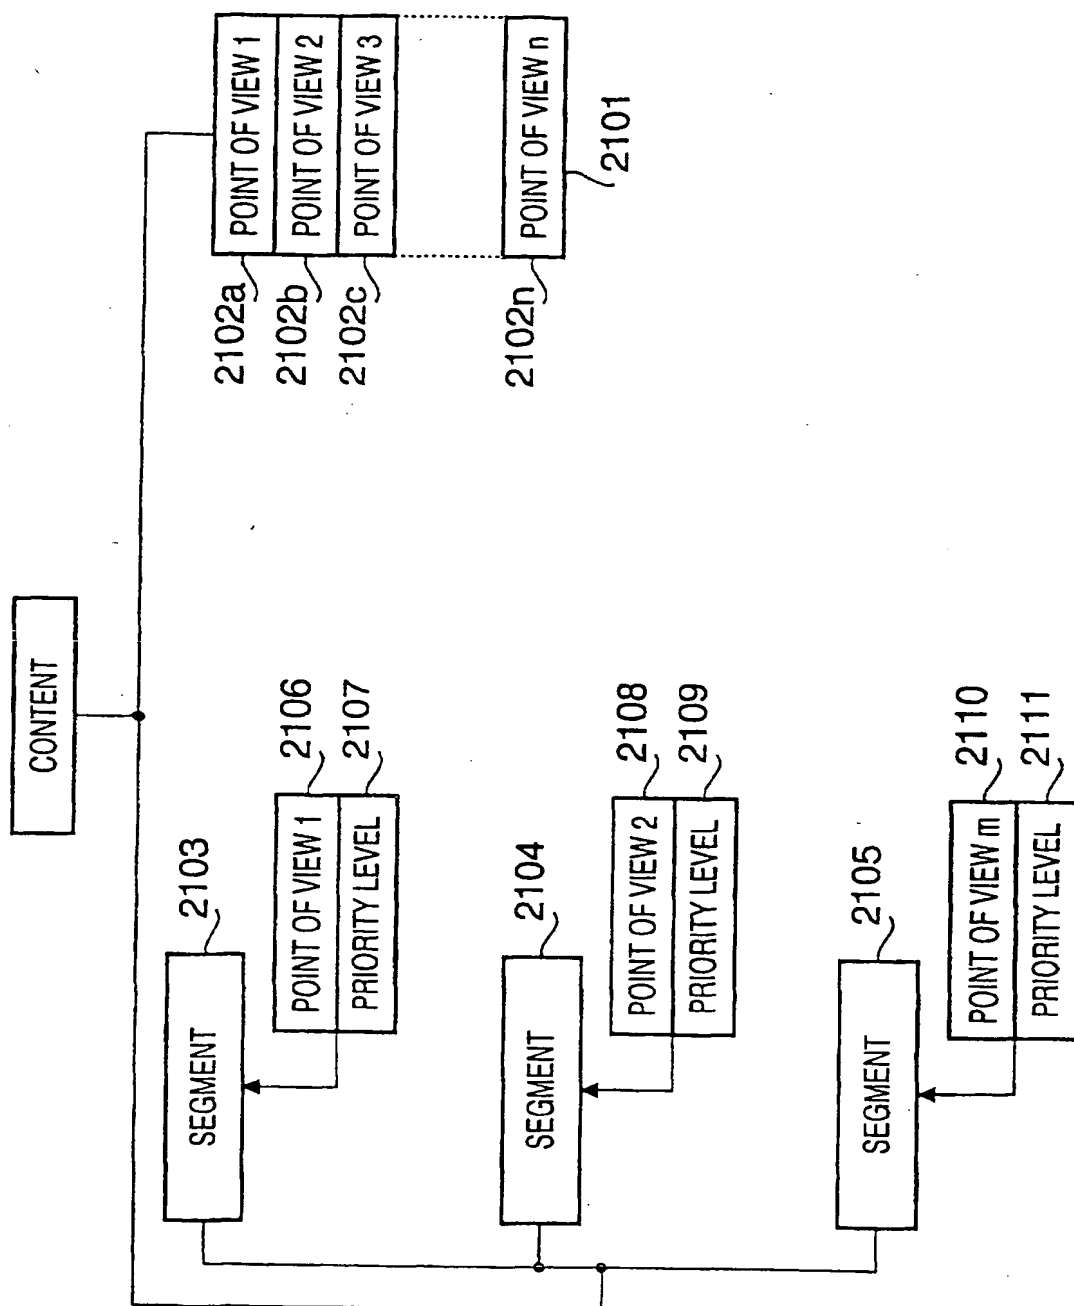 CONTENT
2103
SEGMENT
POINT OF VIEW 1
2106
PRIORITY LEVEL
2107
2104
SEGMENT
POINT OF VIEW 2
2108
PRIORITY LEVEL
2109
2105
SEGMENT
POINT OF VIEW m
2110
PRIORITY LEVEL
2111
2102a
POINT OF VIEW 1
2102b
POINT OF VIEW 2
2102c
POINT OF VIEW 3
2102n
POINT OF VIEW n
2101